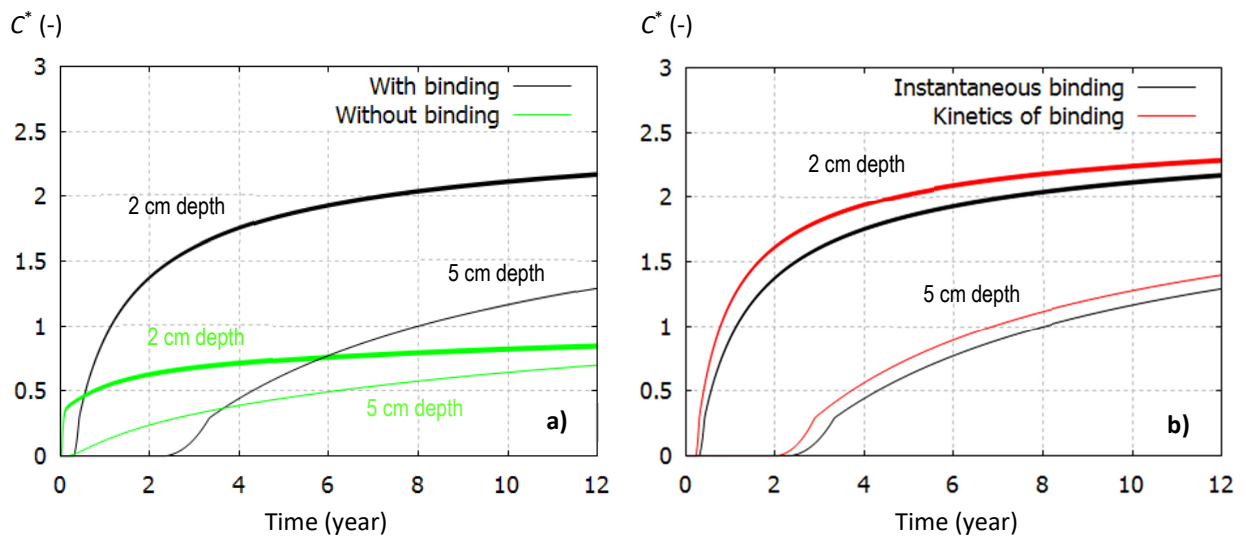 C* (-)
3
2.5
2
1.5
1
0.5
0
With binding
Without binding
2 cm depth
5 cm depth
2 cm depth
5 cm depth
a)
0 2 4 6 8 10 12
Time (year)
C* (-)
3
2.5
2
1.5
1
0.5
0
Instantaneous binding
Kinetics of binding
2 cm depth
5 cm depth
b)
0 2 4 6 8 10 12
Time (year)